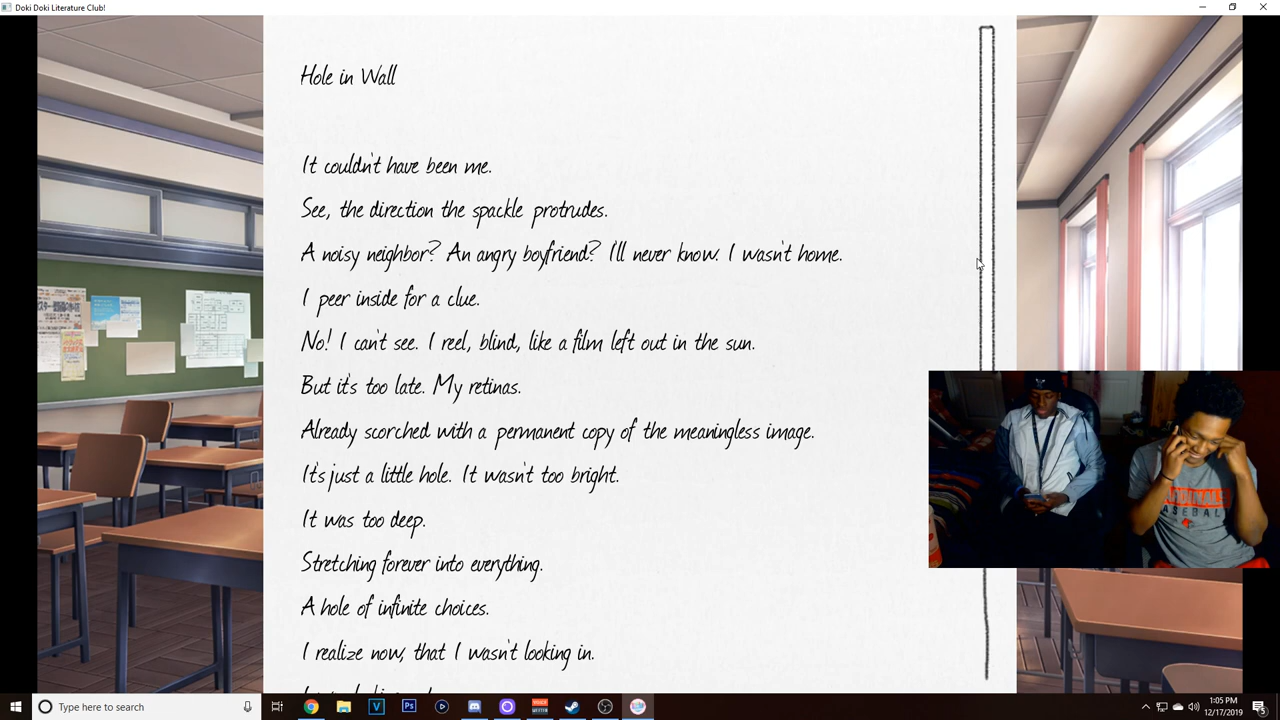 Doki Doki Literature Club!
Hole in Wall
It couldn't have been me.
See, the direction the spackle protrudes.
A noisy neighbor? An angry boyfriend? I'll never know. I wasn't home.
I peer inside for a clue.
No! I can't see. I reel, blind, like a film left out in the sun.
But it's too late. My retinas.
Already scorched with a permanent copy of the meaningless image.
It's just a little hole. It wasn't too bright.
It was too deep.
Stretching forever into everything.
A hole of infinite choices.
I realize now, that I wasn't looking in.
CARDINALS
BASEBALL
Type here to search
1:05 PM
12/17/2019
5